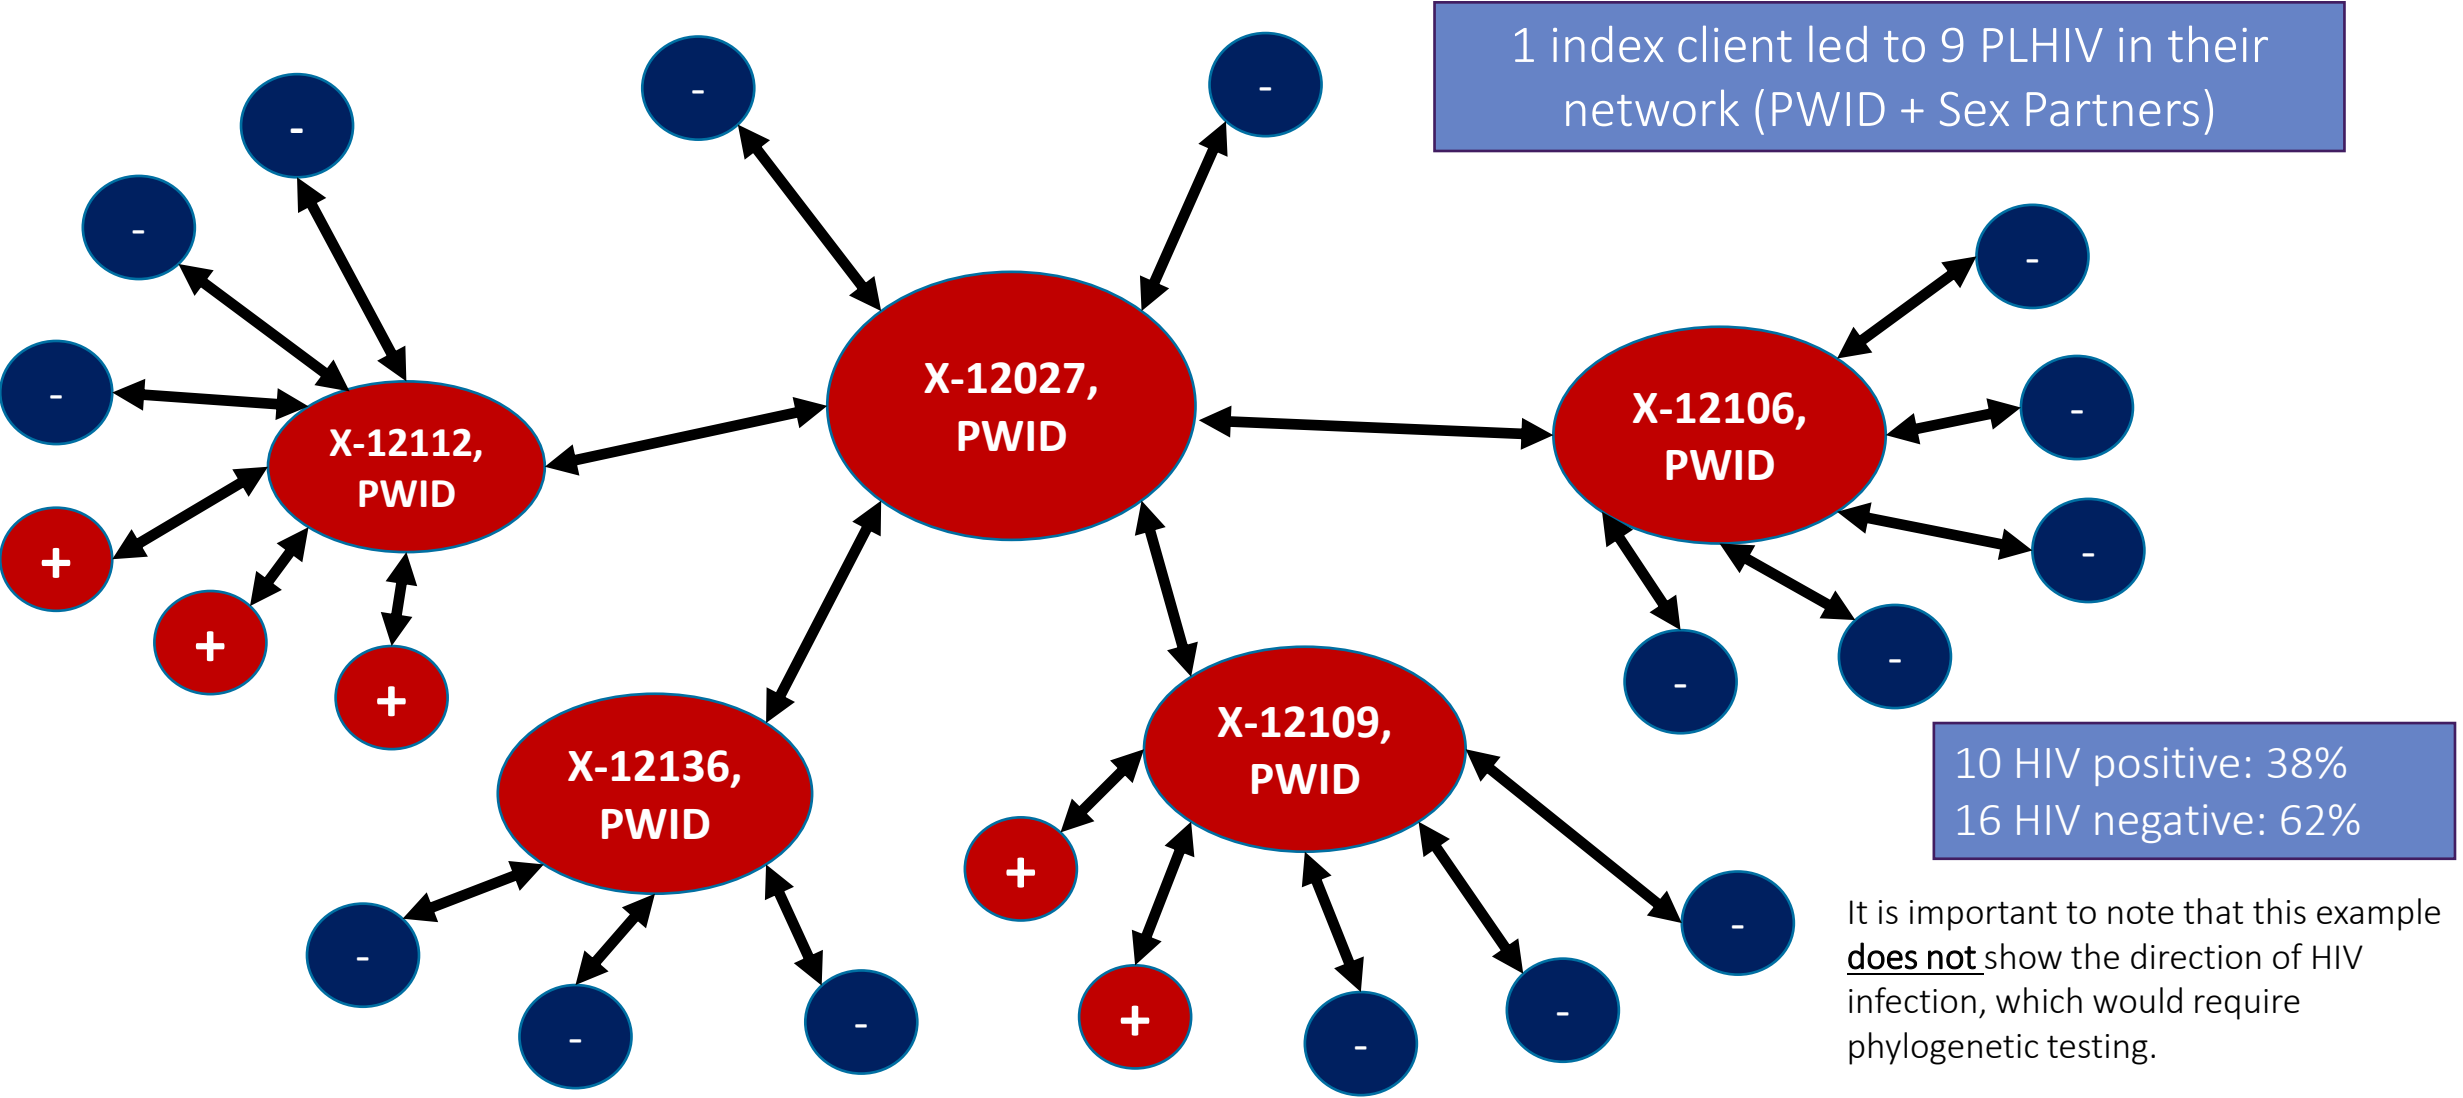 1 index client led to 9 PLHIV in their
network (PWID + Sex Partners)
-
-
-
-
-
-
X-12027,
PWID
X-12106,
PWID
-
-
X-12112,
PWID
-
+
+
+
-
-
X-12109,
PWID
X-12136,
PWID
10 HIV positive: 38%
16 HIV negative: 62%
+
-
It is important to note that this example
does not show the direction of HIV
infection, which would require
phylogenetic testing.
-
-
-
+
-
-